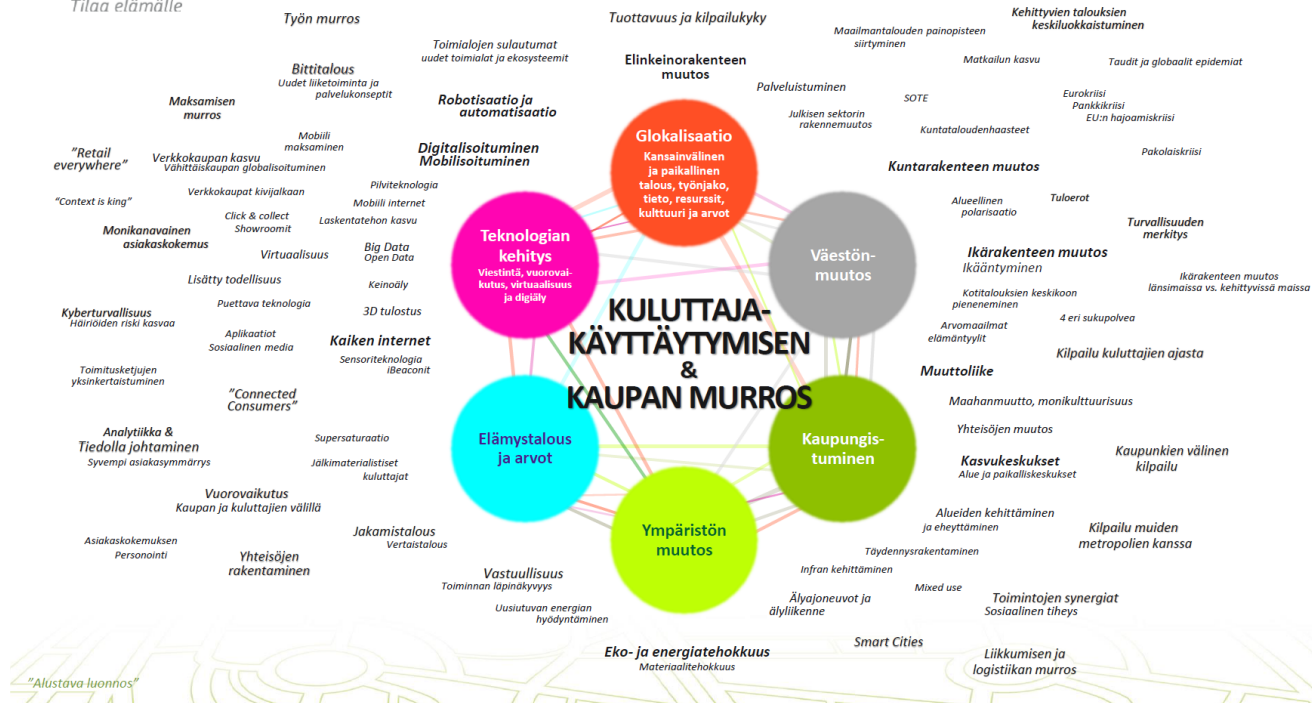 Tilaa elämälle
Työn murros
Tuottavuus ja kilpailukyky
Kehittyvien talouksien
keskiluokkaistuminen
Maailmantalouden painopisteen
siirtyminen
Toimialojen sulautumat
uudet toimialat ja ekosysteemit
Elinkeinorakenteen
muutos
Matkailun kasvu
Taudit ja globaalit epidemiat
Bittitalous
Uudet liiketoiminta ja
palvelukonseptit
Palveluistuminen
SOTE
Eurokriisi
Pankkikriisi
EU:n hajoamiskriisi
Maksamisen
murros
Robotisaatio ja
automatisaatio
Julkisen sektorin
rakennemuutos
Kuntataloudenhaasteet
Mobiili
maksaminen
Digitalisoituminen
Mobilisoituminen
Glokalisaatio
Kansainvälinen
ja paikallinen
talous, työnjako,
tieto, resurssit,
kulttuuri ja arvot
Pakolaiskriisi
"Retail
everywhere"
Verkkokaupan kasvu
Vähittäiskaupan globalisoituminen
Kuntarakenteen muutos
Pilviteknologia
Verkkokaupat kivijalkaan
Mobiili internet
"Context is king"
Click & collect
Showroomit
Laskentatehon kasvu
Alueellinen
polarisaatio
Tuloerot
Turvallisuuden
merkitys
Monikanavainen
asiakaskokemus
Virtuaalisuus
Big Data
Open Data
Teknologian
kehitys
Viestintä, vuorovai-
kutus, virtuaalisuus
ja digiäly
Väestön-
muutos
Ikärakenteen muutos
Ikääntyminen
Lisätty todellisuus
Keinoäly
Ikärakenteen muutos
länsimaissa vs. kehittyvissä maissa
Kotitalouksien keskikoon
pieneneminen
Puettava teknologia
3D tulostus
Kyberturvallisuus
Häiriöiden riski kasvaa
4 eri sukupolvea
Arvomaailmat
elämäntyylit
Aplikaatiot
Sosiaalinen media
Kaiken internet
Sensoriteknologia
iBeaconit
KULUTTAJA-
KÄYTTÄYTYMISEN
&
KAUPAN MURROS
Kilpailu kuluttajien ajasta
Toimitusketjujen
yksinkertaistuminen
Muuttoliike
"Connected
Consumers"
Maahanmuutto, monikulttuurisuus
Analytiikka &
Tiedolla johtaminen
Syvempi asiakasymmärrys
Supersaturaatio
Jälkimaterialistiset
kuluttajat
Elämystalous
ja arvot
Kaupungis-
tuminen
Yhteisöjen muutos
Kasvukeskukset
Alue ja paikalliskeskukset
Kaupunkien välinen
kilpailu
Vuorovaikutus
Kaupan ja kuluttajien välillä
Alueiden kehittäminen
ja eheyttäminen
Kilpailu muiden
metropolien kanssa
Jakamistalous
Vertaistalous
Ympäristön
muutos
Asiakaskokemuksen
Personointi
Yhteisöjen
rakentaminen
Täydennysrakentaminen
Infran kehittäminen
Vastuullisuus
Toiminnan läpinäkyvyys
Mixed use
Uusiutuvan energian
hyödyntäminen
Älyajoneuvot ja
älyliikenne
Toimintojen synergiat
Sosiaalinen tiheys
Smart Cities
Eko- ja energiatehokkuus
Materiaalitehokkuus
Liikkumisen ja
logistiikan murros
"Alustava luonnos"